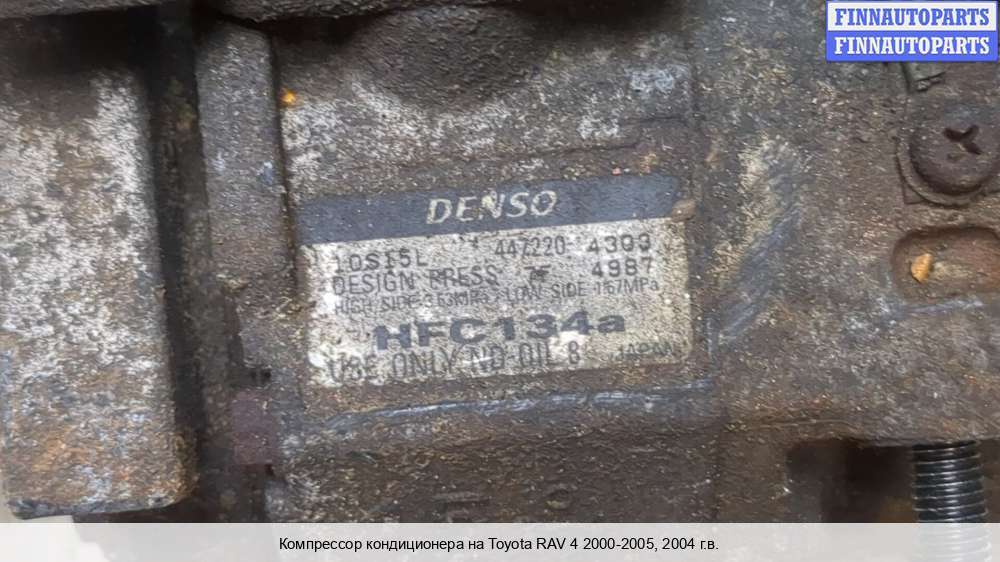 FINNAUTOPARTS
FINNAUTOPARTS
DENSO
10S15L 447220-4393
DESIGN PRESS 4987
HIGH SIDE 3.53MPa LOW SIDE 1.67MPa
HFC134a
USE ONLY ND-OIL 8 JAPAN
Компрессор кондиционера на Toyota RAV 4 2000-2005, 2004 г.в.